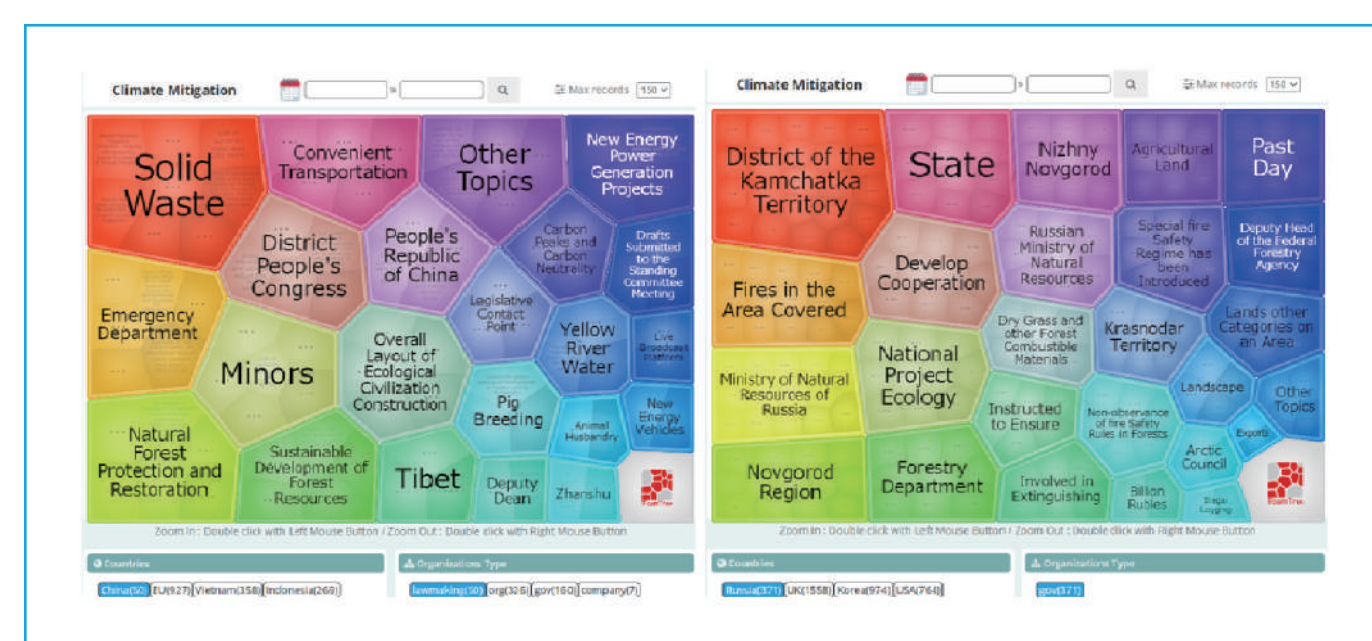 Climate Mitigation
»
Max records 150
Solid
Waste
Convenient
Transportation
Other
Topics
New Energy
Power
Generation
Projects
District
People's
Congress
People's
Republic
of China
Carbon
Peaks and
Carbon
Neutrality
Drafts
Submitted
to the
Standing
Committee
Meeting
Emergency
Department
Legislative
Contact
Point
Minors
Overall
Layout of
Ecological
Civilization
Construction
Yellow
River
Water
Live
Broadcast
Platform
Natural
Forest
Protection and
Restoration
Sustainable
Development of
Forest
Resources
Tibet
Pig
Breeding
Animal
Husbandry
New
Energy
Vehicles
Deputy
Dean
Zhanshu
FoamTree
Zoom In : Double click with Left Mouse Button / Zoom Out : Double click with Right Mouse Button
Countries
China(50) EU(927) Vietnam(358) Indonesia(269)
Organisations Type
lawmaking(50) org(336) gov(160) company(7)
Climate Mitigation
»
Max records 150
District of the
Kamchatka
Territory
State
Nizhny
Novgorod
Agricultural
Land
Past
Day
Fires in the
Area Covered
Develop
Cooperation
Russian
Ministry of
Natural
Resources
Special fire
Safety
Regime has
been
Introduced
Deputy Head
of the Federal
Forestry
Agency
Ministry of Natural
Resources of
Russia
National
Project
Ecology
Dry Grass and
other Forest
Combustible
Materials
Krasnodar
Territory
Lands other
Categories on
an Area
Landscape
Other
Topics
Instructed
to Ensure
Non-observance
of fire Safety
Rules in Forests
Exports
Novgorod
Region
Forestry
Department
Involved in
Extinguishing
Billion
Rubles
Arctic
Council
Illegal
Logging
FoamTree
Zoom In : Double click with Left Mouse Button / Zoom Out : Double click with Right Mouse Button
Countries
Russia(371) UK(1558) Korea(974) USA(764)
Organizations Type
gov(371)